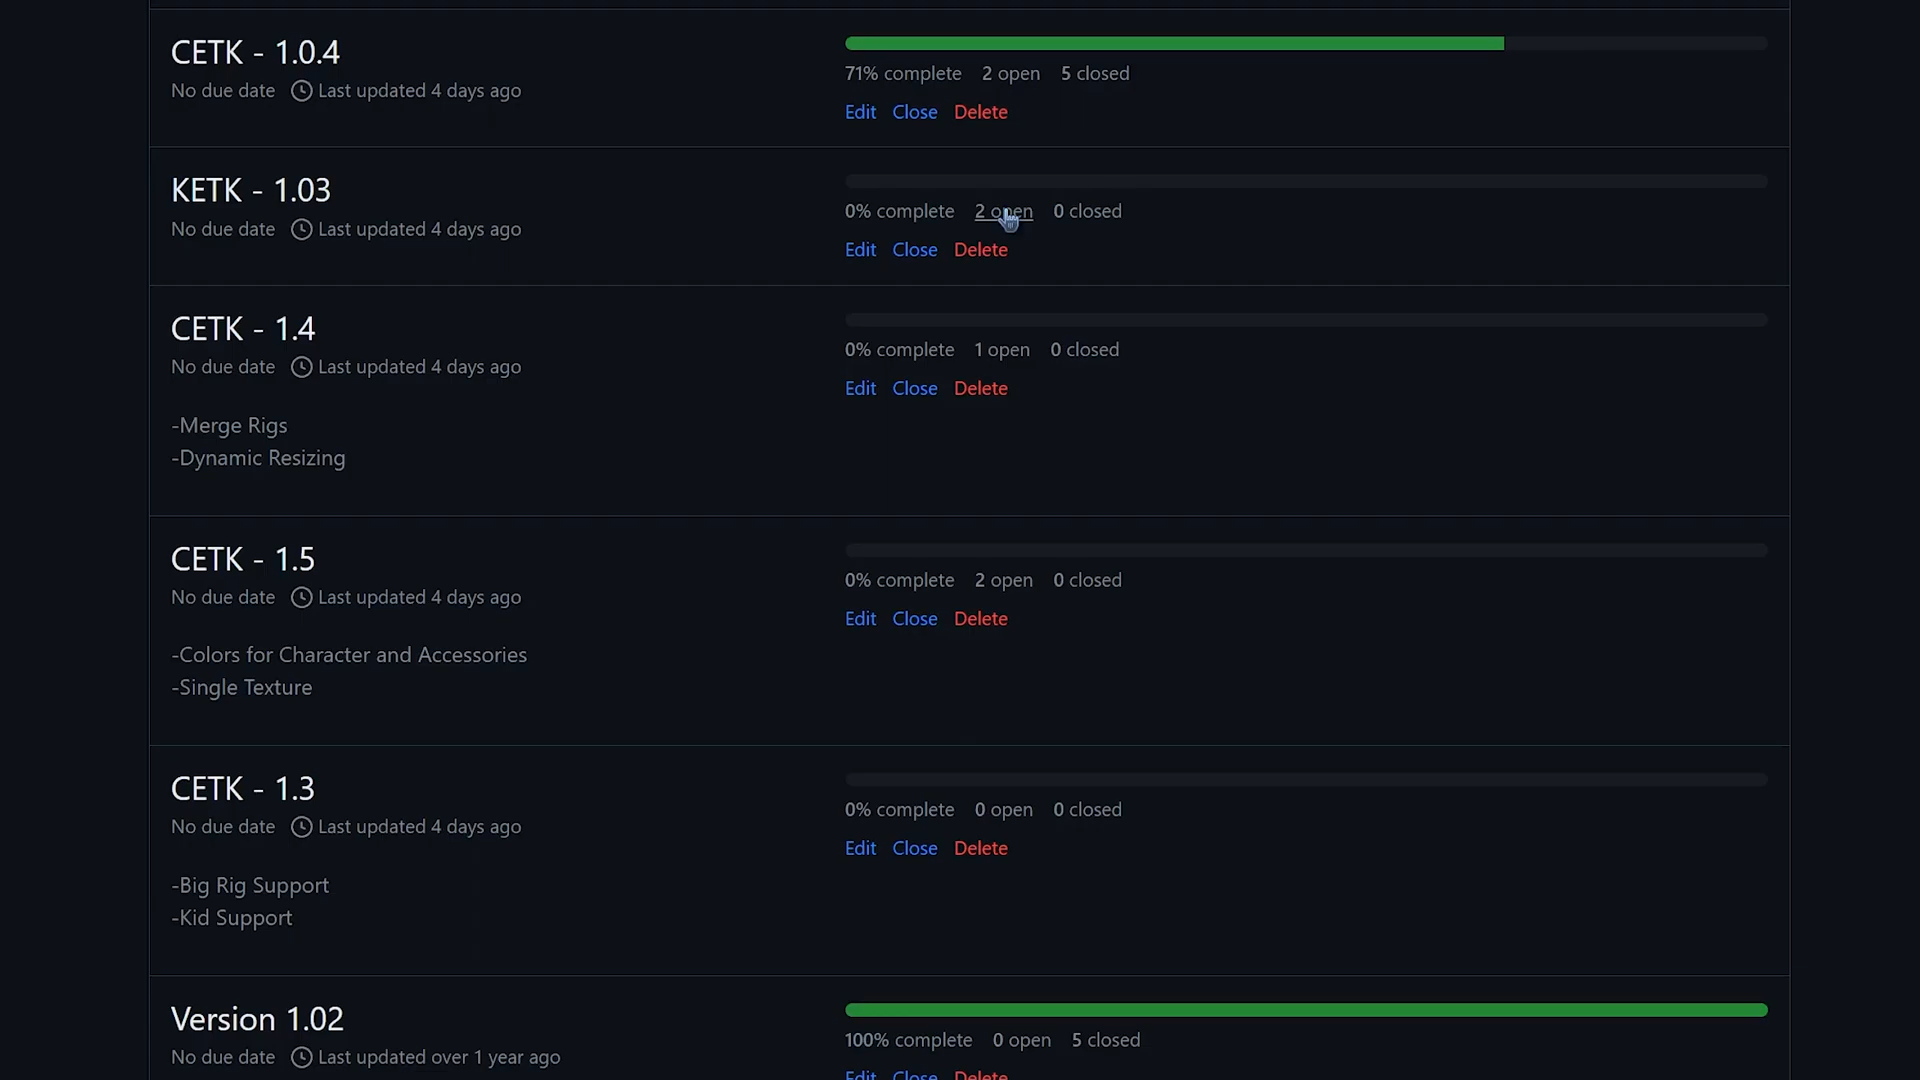 CETK - 1.0.4
No due date Last updated 4 days ago
71% complete 2 open 5 closed
Edit Close Delete
KETK - 1.03
No due date Last updated 4 days ago
0% complete 2 open 0 closed
Edit Close Delete
CETK - 1.4
No due date Last updated 4 days ago
-Merge Rigs
-Dynamic Resizing
0% complete 1 open 0 closed
Edit Close Delete
CETK - 1.5
No due date Last updated 4 days ago
-Colors for Character and Accessories
-Single Texture
0% complete 2 open 0 closed
Edit Close Delete
CETK - 1.3
No due date Last updated 4 days ago
-Big Rig Support
-Kid Support
0% complete 0 open 0 closed
Edit Close Delete
Version 1.02
No due date Last updated over 1 year ago
100% complete 0 open 5 closed
Edit Close Delete